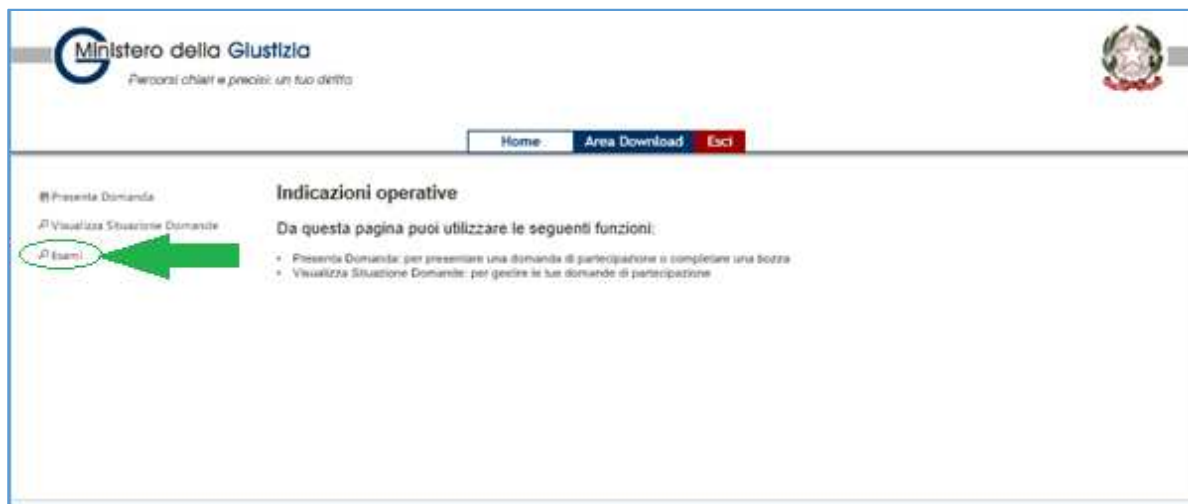 Ministero della Giustizia
Percorsi chiari e precisi: un tuo diritto
Home
Area Download
Esci
Presenta Domanda
Visualizza Situazione Domande
Esami
Indicazioni operative
Da questa pagina puoi utilizzare le seguenti funzioni:
• Presenta Domanda: per presentare una domanda di partecipazione o completare una bozza
• Visualizza Situazione Domande: per gestire le tue domande di partecipazione